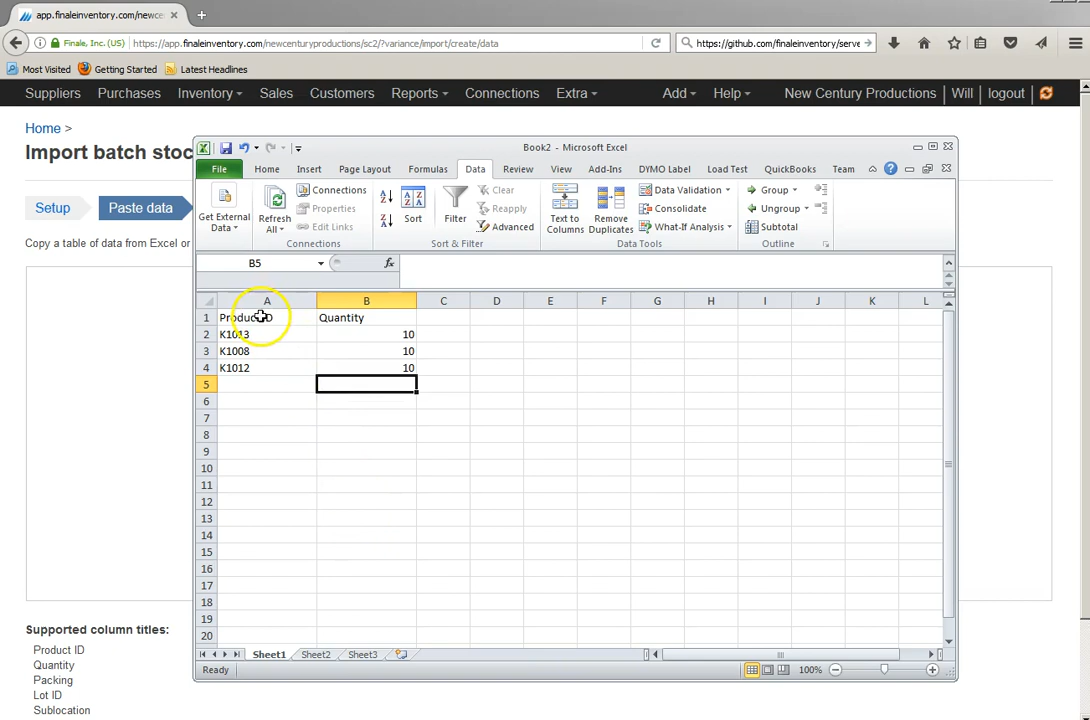 app.finaleinventory.com/newce
Finale, Inc. (US)
https://app.finaleinventory.com/newcenturyproductions/sc2/?variance/import/create/data
https://github.com/finaleinventory/serve
Most Visited
Getting Started
Latest Headlines
Suppliers
Purchases
Inventory
Sales
Customers
Reports
Connections
Extra
Add
Help
New Century Productions
Will
logout
Home >
Import batch stoc
Setup
Paste data
Copy a table of data from Excel or
Book2 - Microsoft Excel
File
Home
Insert
Page Layout
Formulas
Data
Review
View
Add-Ins
DYMO Label
Load Test
QuickBooks
Team
Get External
Data
Refresh
All
Connections
Properties
Edit Links
Connections
Sort
Filter
Clear
Reapply
Advanced
Sort & Filter
Text to
Columns
Remove
Duplicates
Data Validation
Consolidate
What-If Analysis
Data Tools
Group
Ungroup
Subtotal
Outline
B5
fx
A B C D E F G H I J K L
1 Product ID Quantity
2 K1013 10
3 K1008 10
4 K1012 10
5
6
7
8
9
10
11
12
13
14
15
16
17
18
19
20
Sheet1
Sheet2
Sheet3
Ready
100%
Supported column titles:
Product ID
Quantity
Packing
Lot ID
Sublocation